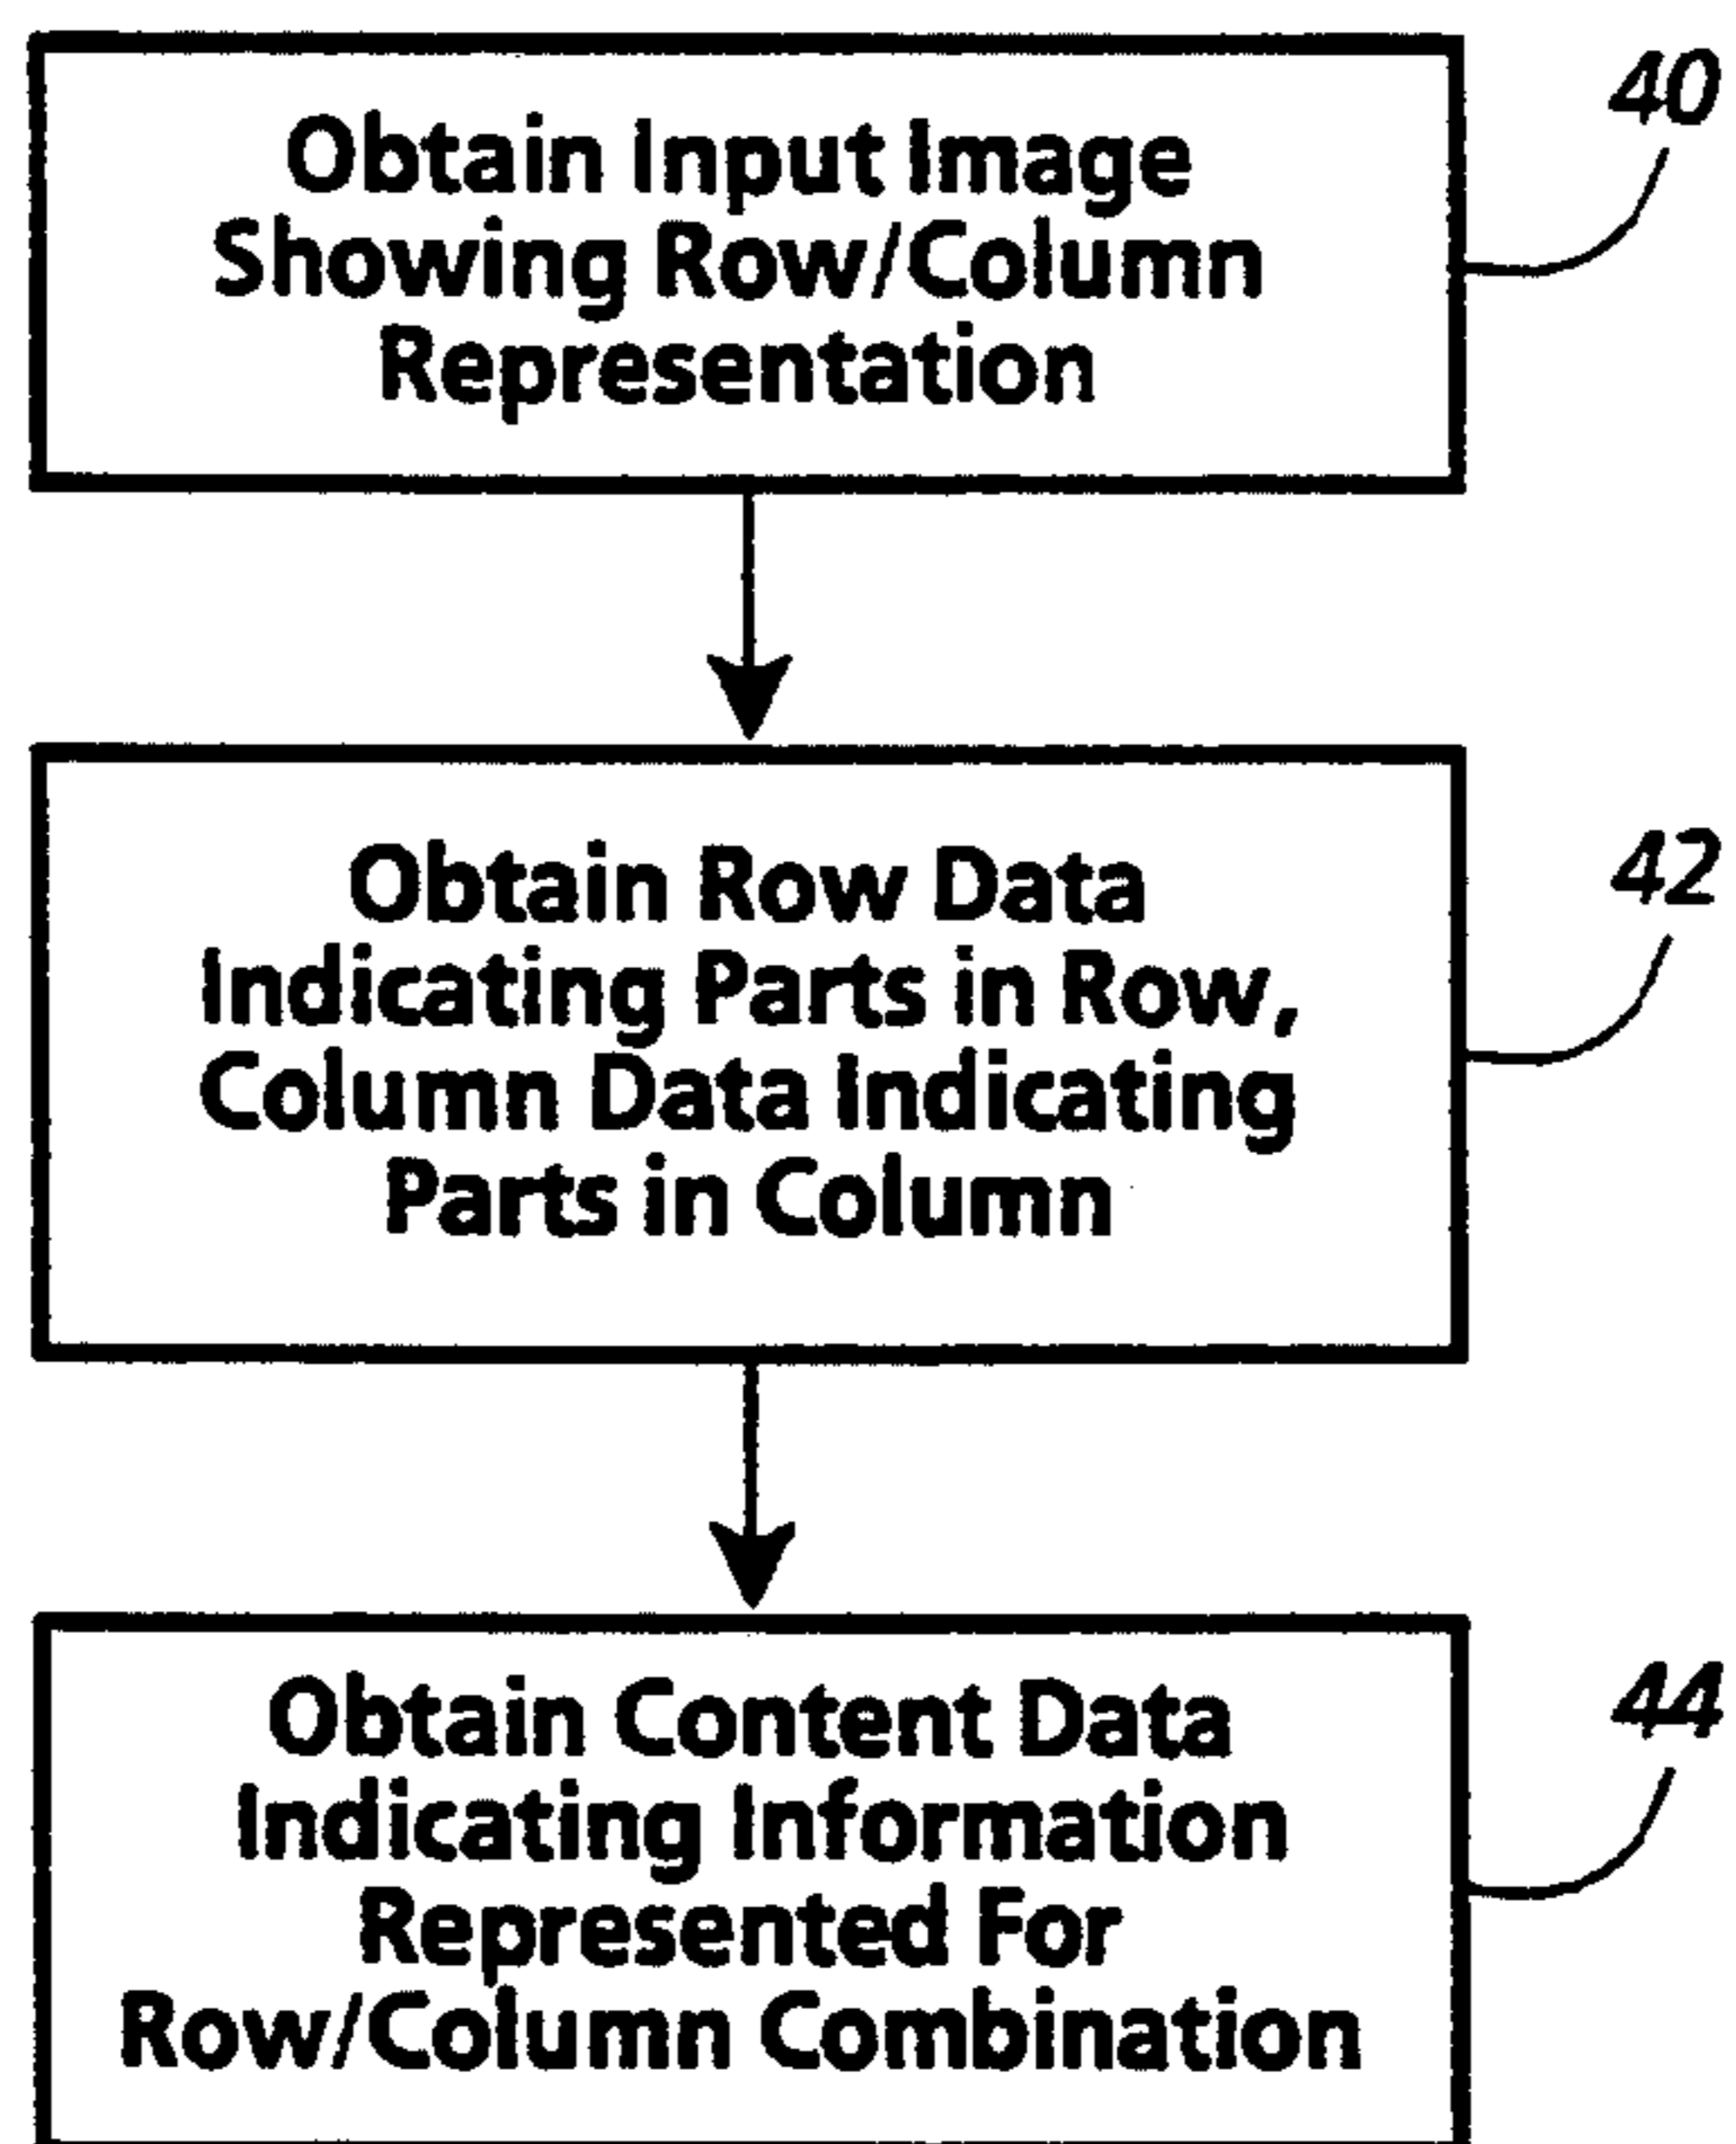 40
Obtain Input Image
Showing Row/Column
Representation
42
Obtain Row Data
Indicating Parts in Row,
Column Data Indicating
Parts in Column
44
Obtain Content Data
Indicating Information
Represented For
Row/Column Combination